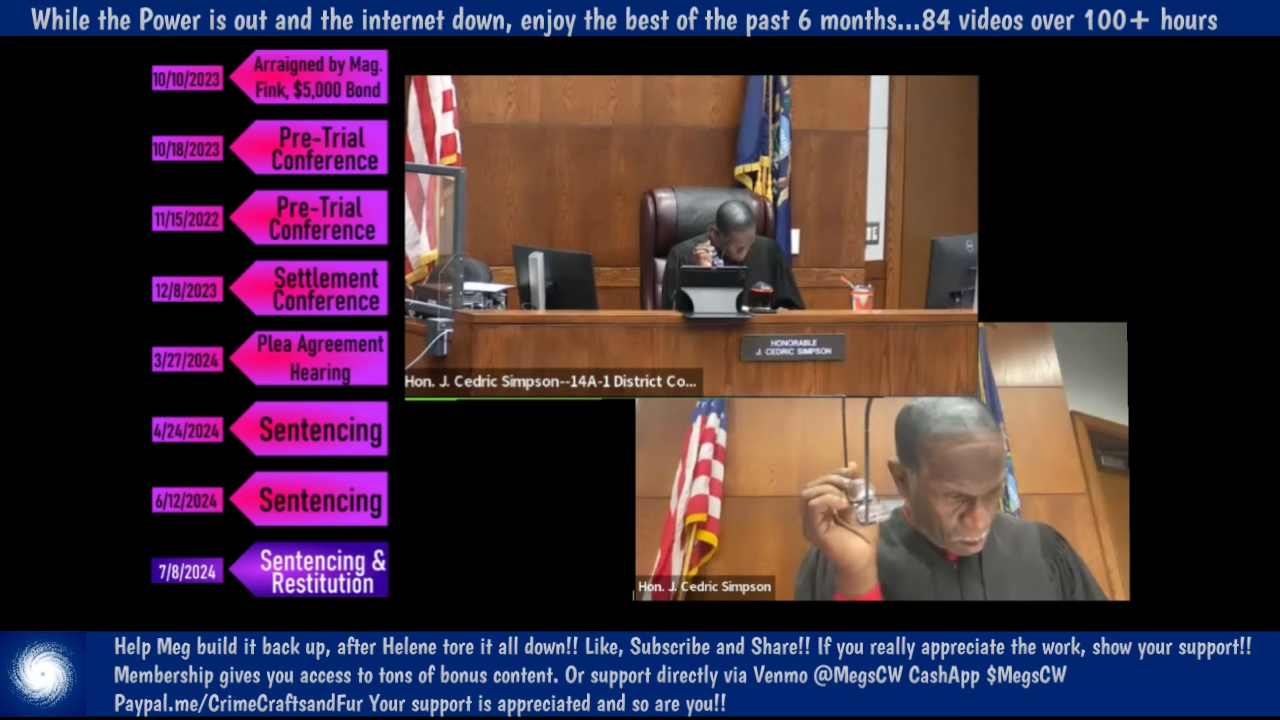 While the Power is out and the internet down, enjoy the best of the past 6 months...84 videos over 100+ hours
10/10/2023
Arraigned by Mag.
Fink, $5,000 Bond
10/18/2023
Pre-Trial
Conference
11/15/2022
Pre-Trial
Conference
12/8/2023
Settlement
Conference
3/27/2024
Plea Agreement
Hearing
4/24/2024
Sentencing
6/12/2024
Sentencing
7/8/2024
Sentencing &
Restitution
HONORABLE
J. CEDRIC SIMPSON
Hon. J. Cedric Simpson--14A-1 District Co...
Hon. J. Cedric Simpson
Help Meg build it back up, after Helene tore it all down!! Like, Subscribe and Share!! If you really appreciate the work, show your support!!
Membership gives you access to tons of bonus content. Or support directly via Venmo @MegsCW CashApp $MegsCW
Paypal.me/CrimeCraftsandFur Your support is appreciated and so are you!!